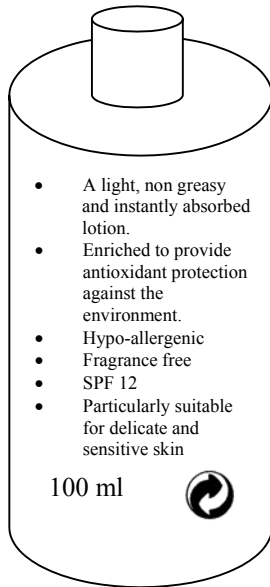 • A light, non greasy
and instantly absorbed
lotion.
• Enriched to provide
antioxidant protection
against the
environment.
• Hypo-allergenic
• Fragrance free
• SPF 12
• Particularly suitable
for delicate and
sensitive skin
100 ml